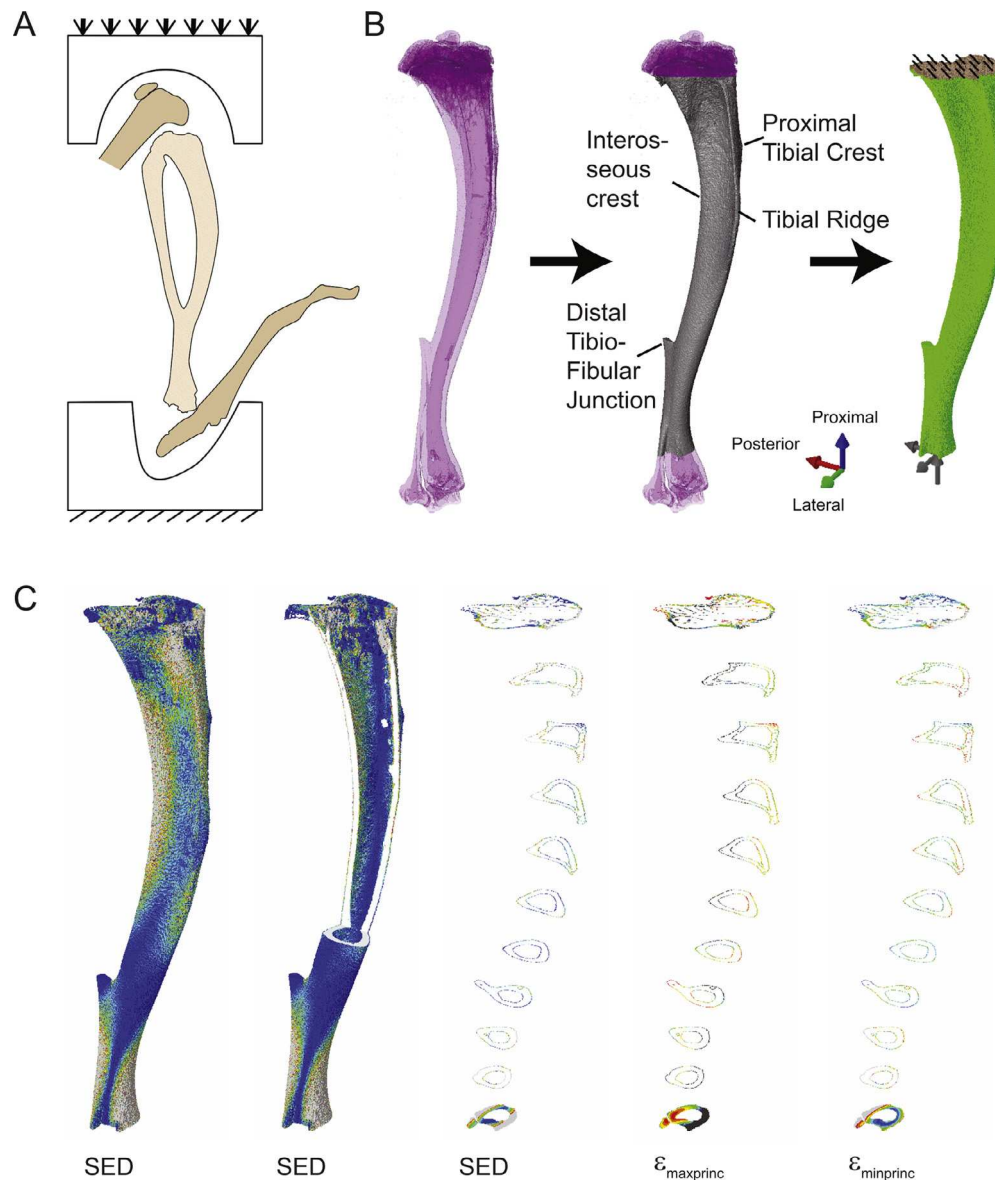 A
B
Interos-
seous
crest
Proximal
Tibial Crest
Tibial Ridge
Distal
Tibio-
Fibular
Junction
Proximal
Posterior
Lateral
C
SED
SED
SED
εmaxprinc
εminprinc